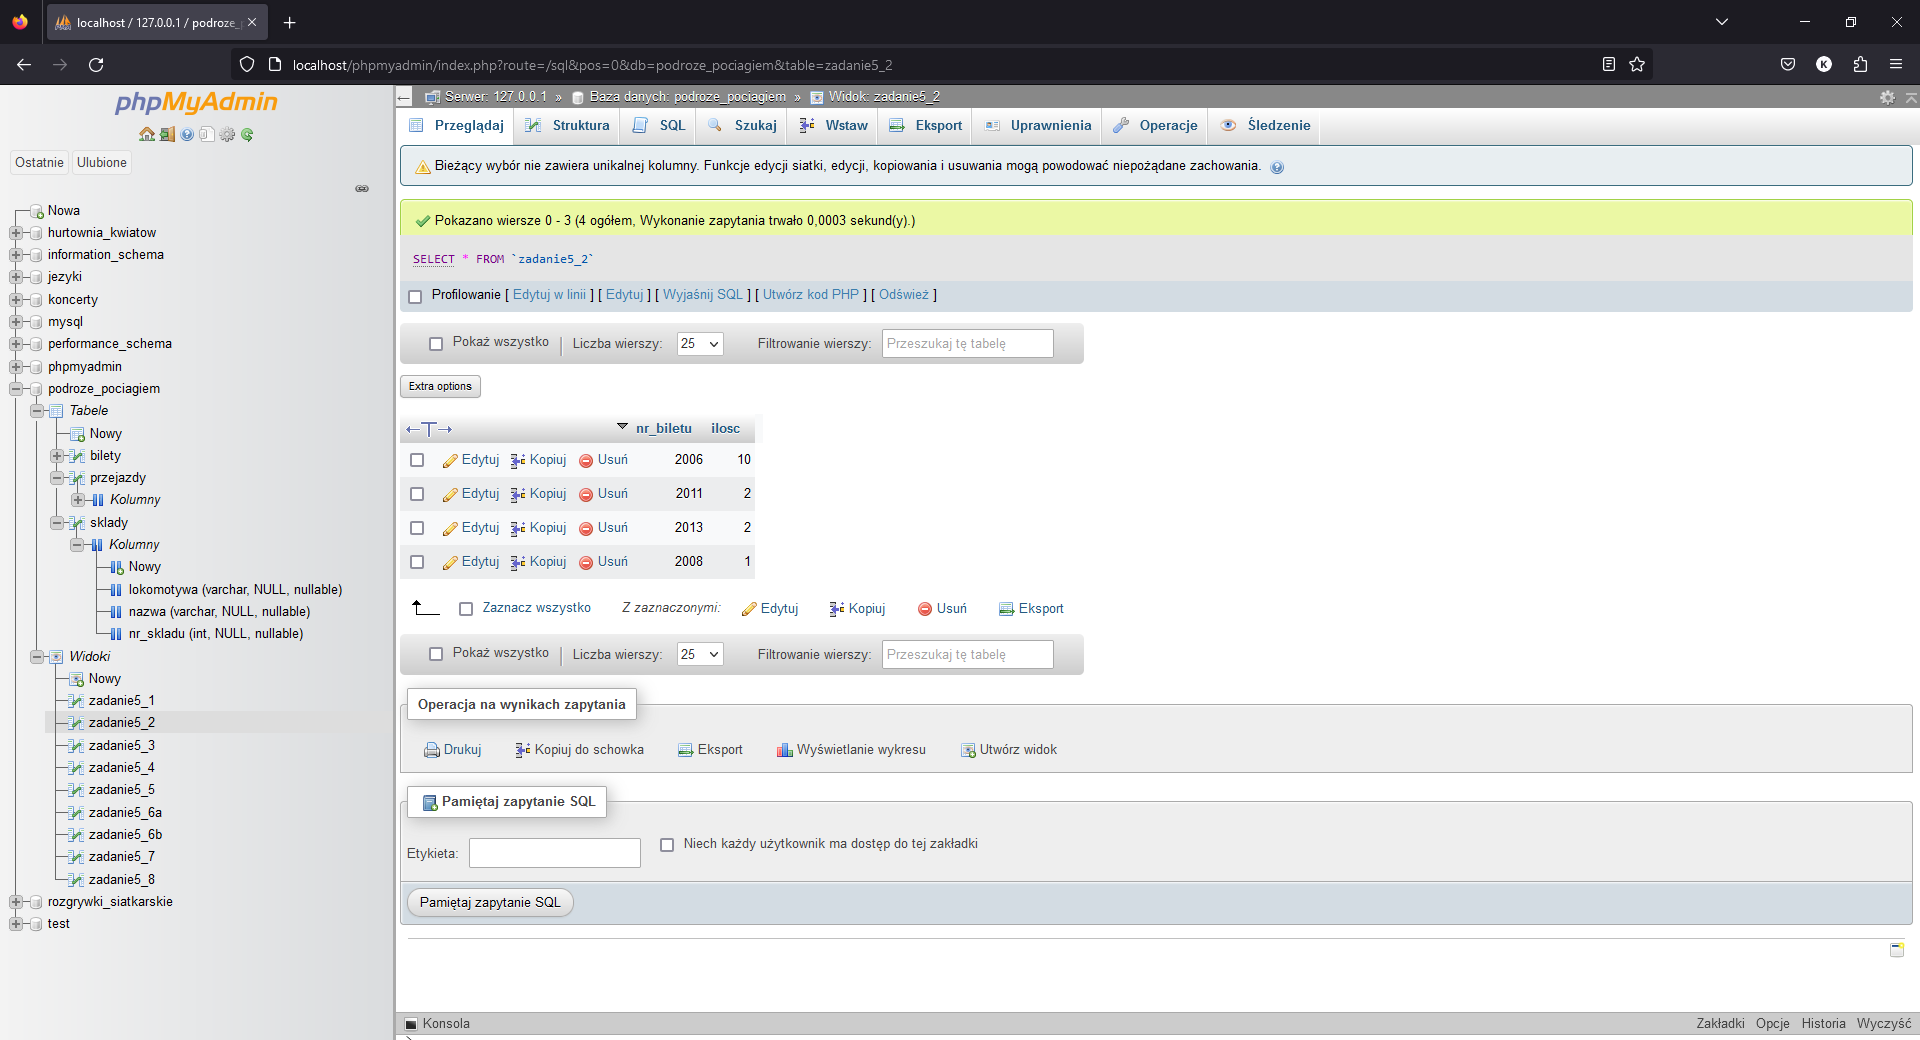 localhost / 127.0.0.1 / podroze_
localhost/phpmyadmin/index.php?route=/sql&pos=0&db=podroze_pociagiem&table=zadanie5_2
K
phpMyAdmin
Ostatnie
Ulubione
Nowa
hurtownia_kwiatow
information_schema
jezyki
koncerty
mysql
performance_schema
phpmyadmin
podroze_pociagiem
Tabele
Nowy
bilety
przejazdy
Kolumny
sklady
Kolumny
Nowy
lokomotywa (varchar, NULL, nullable)
nazwa (varchar, NULL, nullable)
nr_skladu (int, NULL, nullable)
Widoki
Nowy
zadanie5_1
zadanie5_2
zadanie5_3
zadanie5_4
zadanie5_5
zadanie5_6a
zadanie5_6b
zadanie5_7
zadanie5_8
rozgrywki_siatkarskie
test
Serwer: 127.0.0.1 » Baza danych: podroze_pociagiem » Widok: zadanie5_2
Przeglądaj Struktura SQL Szukaj Wstaw Eksport Uprawnienia Operacje Śledzenie
Bieżący wybór nie zawiera unikalnej kolumny. Funkcje edycji siatki, edycji, kopiowania i usuwania mogą powodować niepożądane zachowania.
Pokazano wiersze 0 - 3 (4 ogółem, Wykonanie zapytania trwało 0,0003 sekund(y).)
SELECT * FROM `zadanie5_2`
Profilowanie [ Edytuj w linii ] [ Edytuj ] [ Wyjaśnij SQL ] [ Utwórz kod PHP ] [ Odśwież ]
Pokaż wszystko Liczba wierszy: 25 Filtrowanie wierszy: Przeszukaj tę tabelę
Extra options
←T→ nr_biletu ilosc
Edytuj Kopiuj Usuń 2006 10
Edytuj Kopiuj Usuń 2011 2
Edytuj Kopiuj Usuń 2013 2
Edytuj Kopiuj Usuń 2008 1
Zaznacz wszystko Z zaznaczonymi: Edytuj Kopiuj Usuń Eksport
Pokaż wszystko Liczba wierszy: 25 Filtrowanie wierszy: Przeszukaj tę tabelę
Operacja na wynikach zapytania
Drukuj Kopiuj do schowka Eksport Wyświetlanie wykresu Utwórz widok
Pamiętaj zapytanie SQL
Etykieta: Niech każdy użytkownik ma dostęp do tej zakładki
Pamiętaj zapytanie SQL
Konsola Zakładki Opcje Historia Wyczyść
>